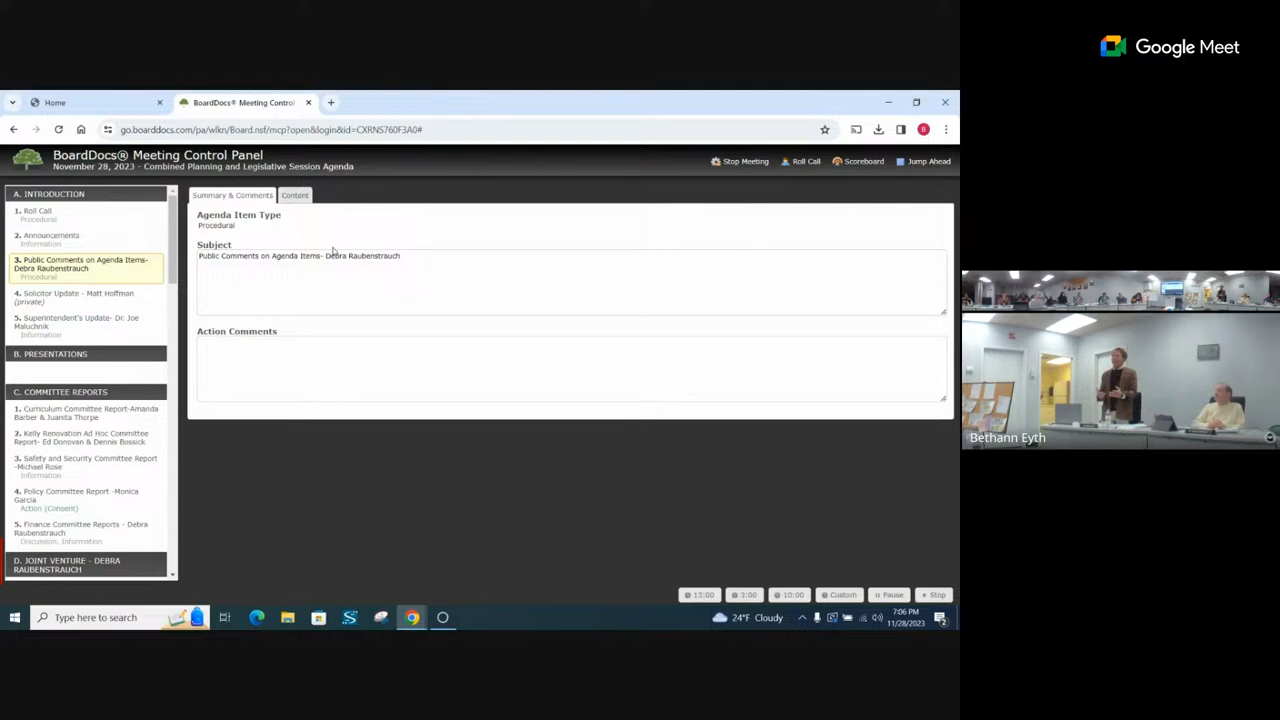 Google Meet
Home
BoardDocs® Meeting Control
go.boarddocs.com/pa/wlkn/Board.nsf/mcp?open&login&id=CXRNS760F3A0#
BoardDocs® Meeting Control Panel
November 28, 2023 - Combined Planning and Legislative Session Agenda
Stop Meeting
Roll Call
Scoreboard
Jump Ahead
A. INTRODUCTION
1. Roll Call
Procedural
2. Announcements
Information
3. Public Comments on Agenda Items-
Debra Raubenstrauch
Procedural
4. Solicitor Update - Matt Hoffman
(private)
5. Superintendent's Update- Dr. Joe
Maluchnik
Information
B. PRESENTATIONS
C. COMMITTEE REPORTS
1. Curriculum Committee Report-Amanda
Barber & Juanita Thorpe
2. Kelly Renovation Ad Hoc Committee
Report- Ed Donovan & Dennis Bossick
3. Safety and Security Committee Report
-Michael Rose
Information
4. Policy Committee Report -Monica
Garcia
Action (Consent)
5. Finance Committee Reports - Debra
Raubenstrauch
Discussion, Information
D. JOINT VENTURE - DEBRA
RAUBENSTRAUCH
Summary & Comments
Content
Agenda Item Type
Procedural
Subject
Public Comments on Agenda Items- Debra Raubenstrauch
Action Comments
3:00
10:00
Custom
Pause
Stop
Bethann Eyth
Type here to search
24°F Cloudy
7:06 PM
11/28/2023